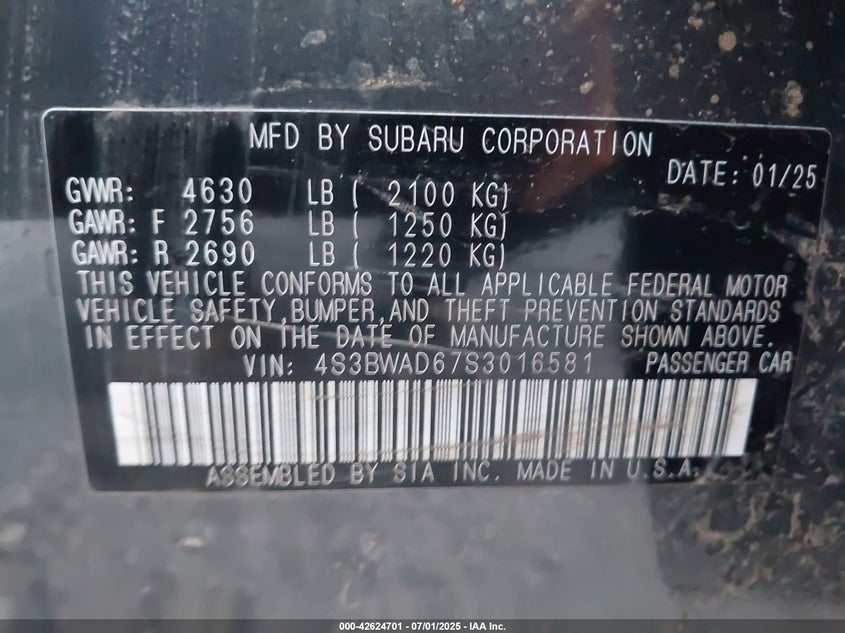 MFD BY SUBARU CORPORATION
DATE: 01/25
GVWR: 4630 LB ( 2100 KG)
GAWR: F 2756 LB ( 1250 KG)
GAWR: R 2690 LB ( 1220 KG)
THIS VEHICLE CONFORMS TO ALL APPLICABLE FEDERAL MOTOR
VEHICLE SAFETY,BUMPER,AND THEFT PREVENTION STANDARDS
IN EFFECT ON THE DATE OF MANUFACTURE SHOWN ABOVE.
VIN: 4S3BWAD67S3016581 PASSENGER CAR
ASSEMBLED BY SIA INC. MADE IN U.S.A.
000-42624701 - 07/01/2025 - IAA Inc.